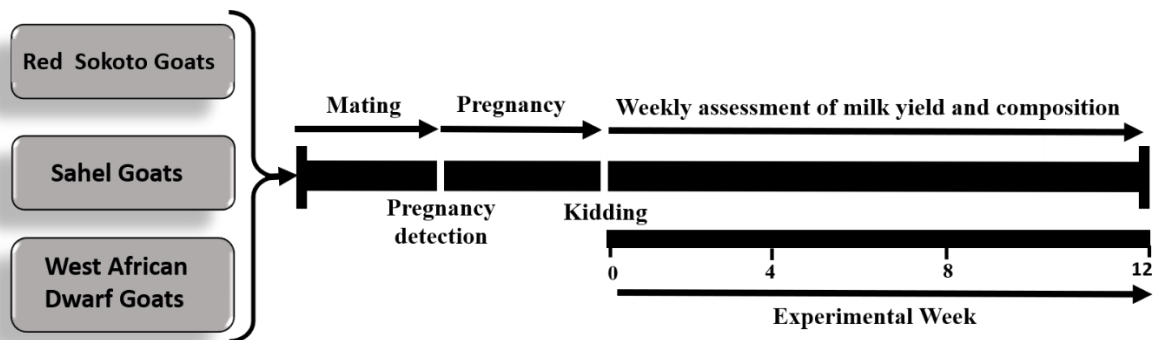 Red Sokoto Goats
Sahel Goats
West African
Dwarf Goats
Mating
Pregnancy
Weekly assessment of milk yield and composition
Pregnancy
detection
Kidding
0
4
8
12
Experimental Week